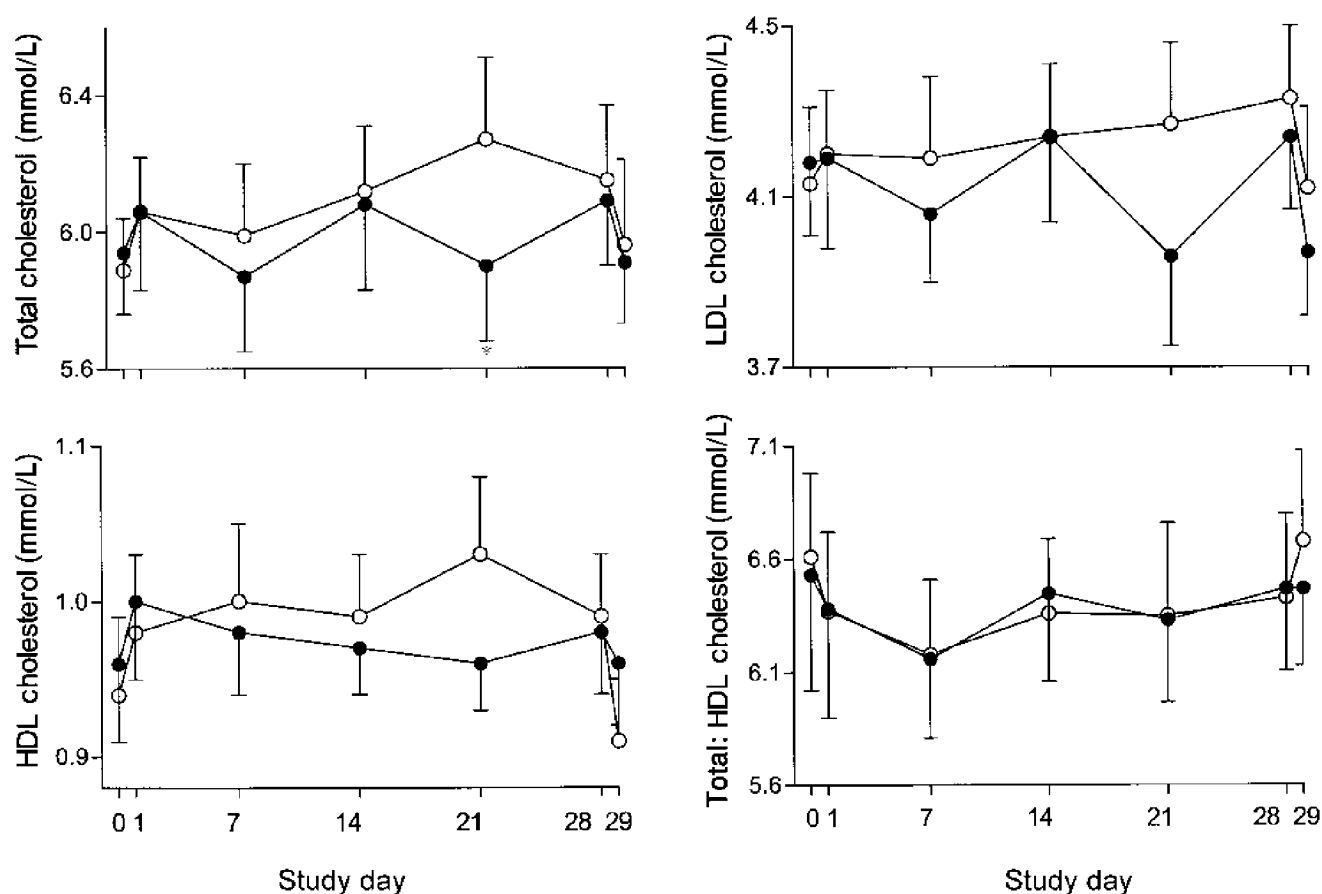 Total cholesterol (mmol/L)
6.4
6.0
5.6
*
LDL cholesterol (mmol/L)
4.5
4.1
3.7
HDL cholesterol (mmol/L)
1.1
1.0
0.9
0 1 7 14 21 28 29
Study day
Total: HDL cholesterol (mmol/L)
7.1
6.6
6.1
5.6
0 1 7 14 21 28 29
Study day